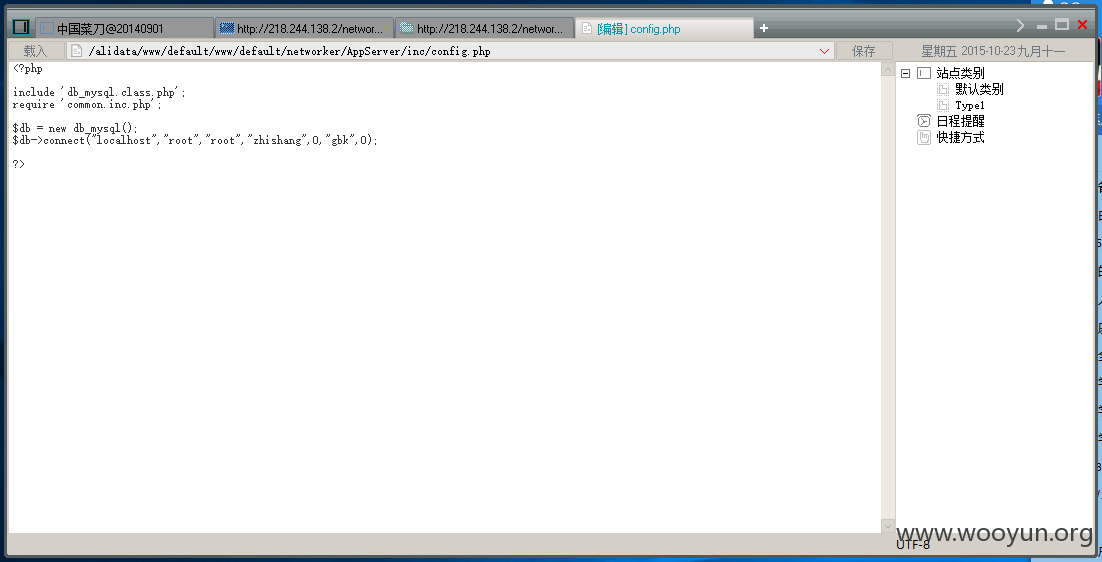 中国菜刀@20140901
http://218.244.138.2/networ...
http://218.244.138.2/networ...
[编辑] config.php
载入
/alidata/www/default/www/default/networker/AppServer/inc/config.php
保存
星期五 2015-10-23 九月十一
<?php
include 'db_mysql.class.php';
require 'common.inc.php';
$db = new db_mysql();
$db->connect("localhost","root","root","zhishang",0,"gbk",0);
?>
站点类别
默认类别
Type1
日程提醒
快捷方式
www.wooyun.org
UTF-8